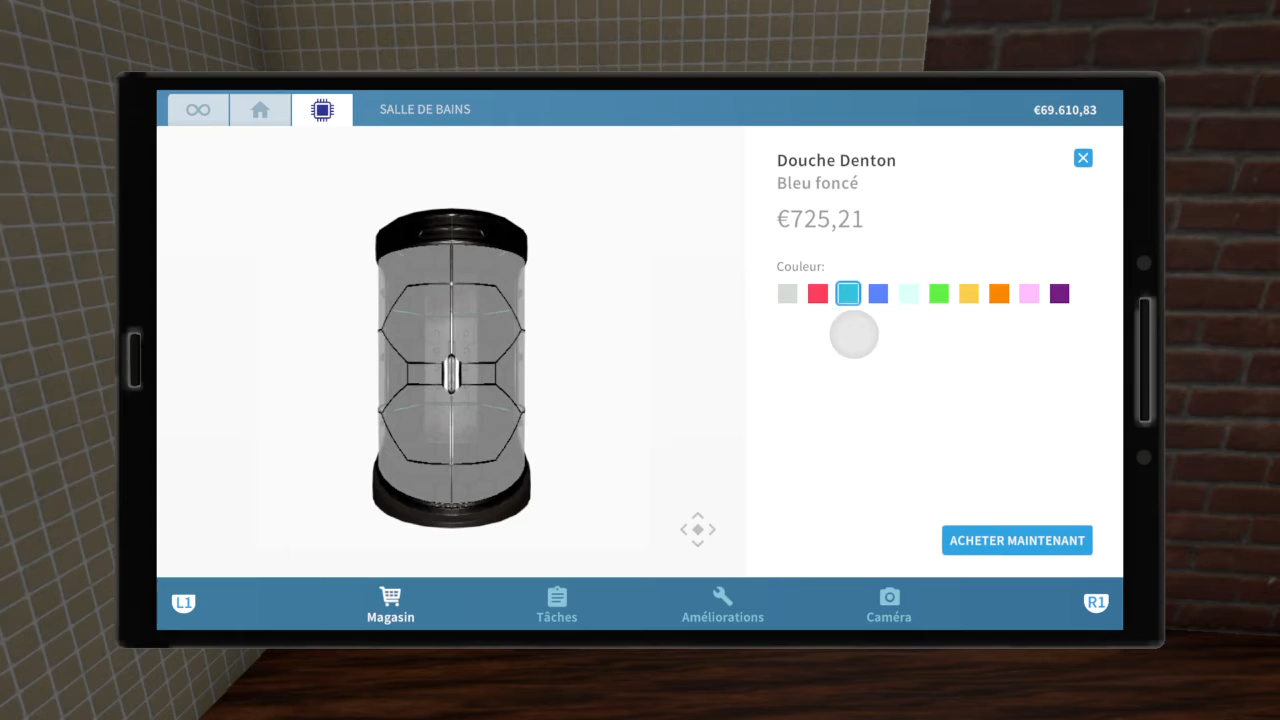 SALLE DE BAINS
€69.610,83
Douche Denton
Bleu foncé
€725,21
Couleur:
ACHETER MAINTENANT
L1
Magasin
Tâches
Améliorations
Caméra
R1